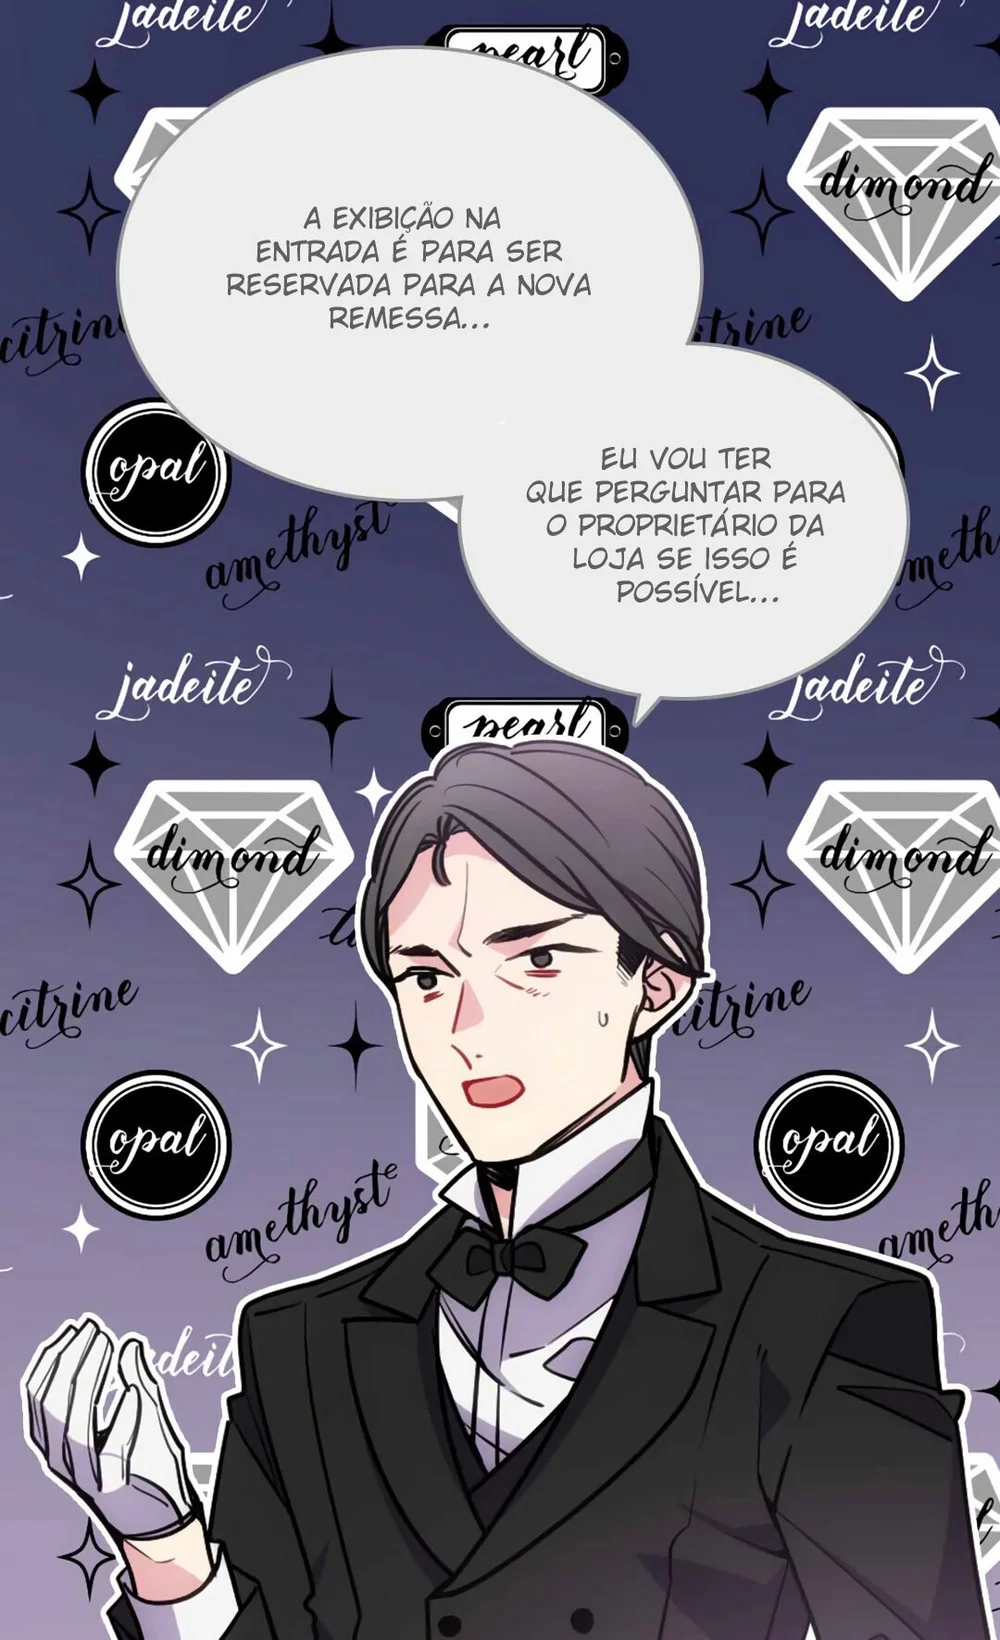 jadeite
jadeite
pearl
dimond
A EXIBIÇÃO NA
ENTRADA É PARA SER
RESERVADA PARA A NOVA
REMESSA...
citrine
citrine
opal
EU VOU TER
QUE PERGUNTAR PARA
O PROPRIETÁRIO DA
LOJA SE ISSO É
POSSÍVEL...
amethyst
amethyst
jadeite
jadeite
pearl
dimond
dimond
citrine
citrine
opal
opal
amethyst
amethyst
jadeite